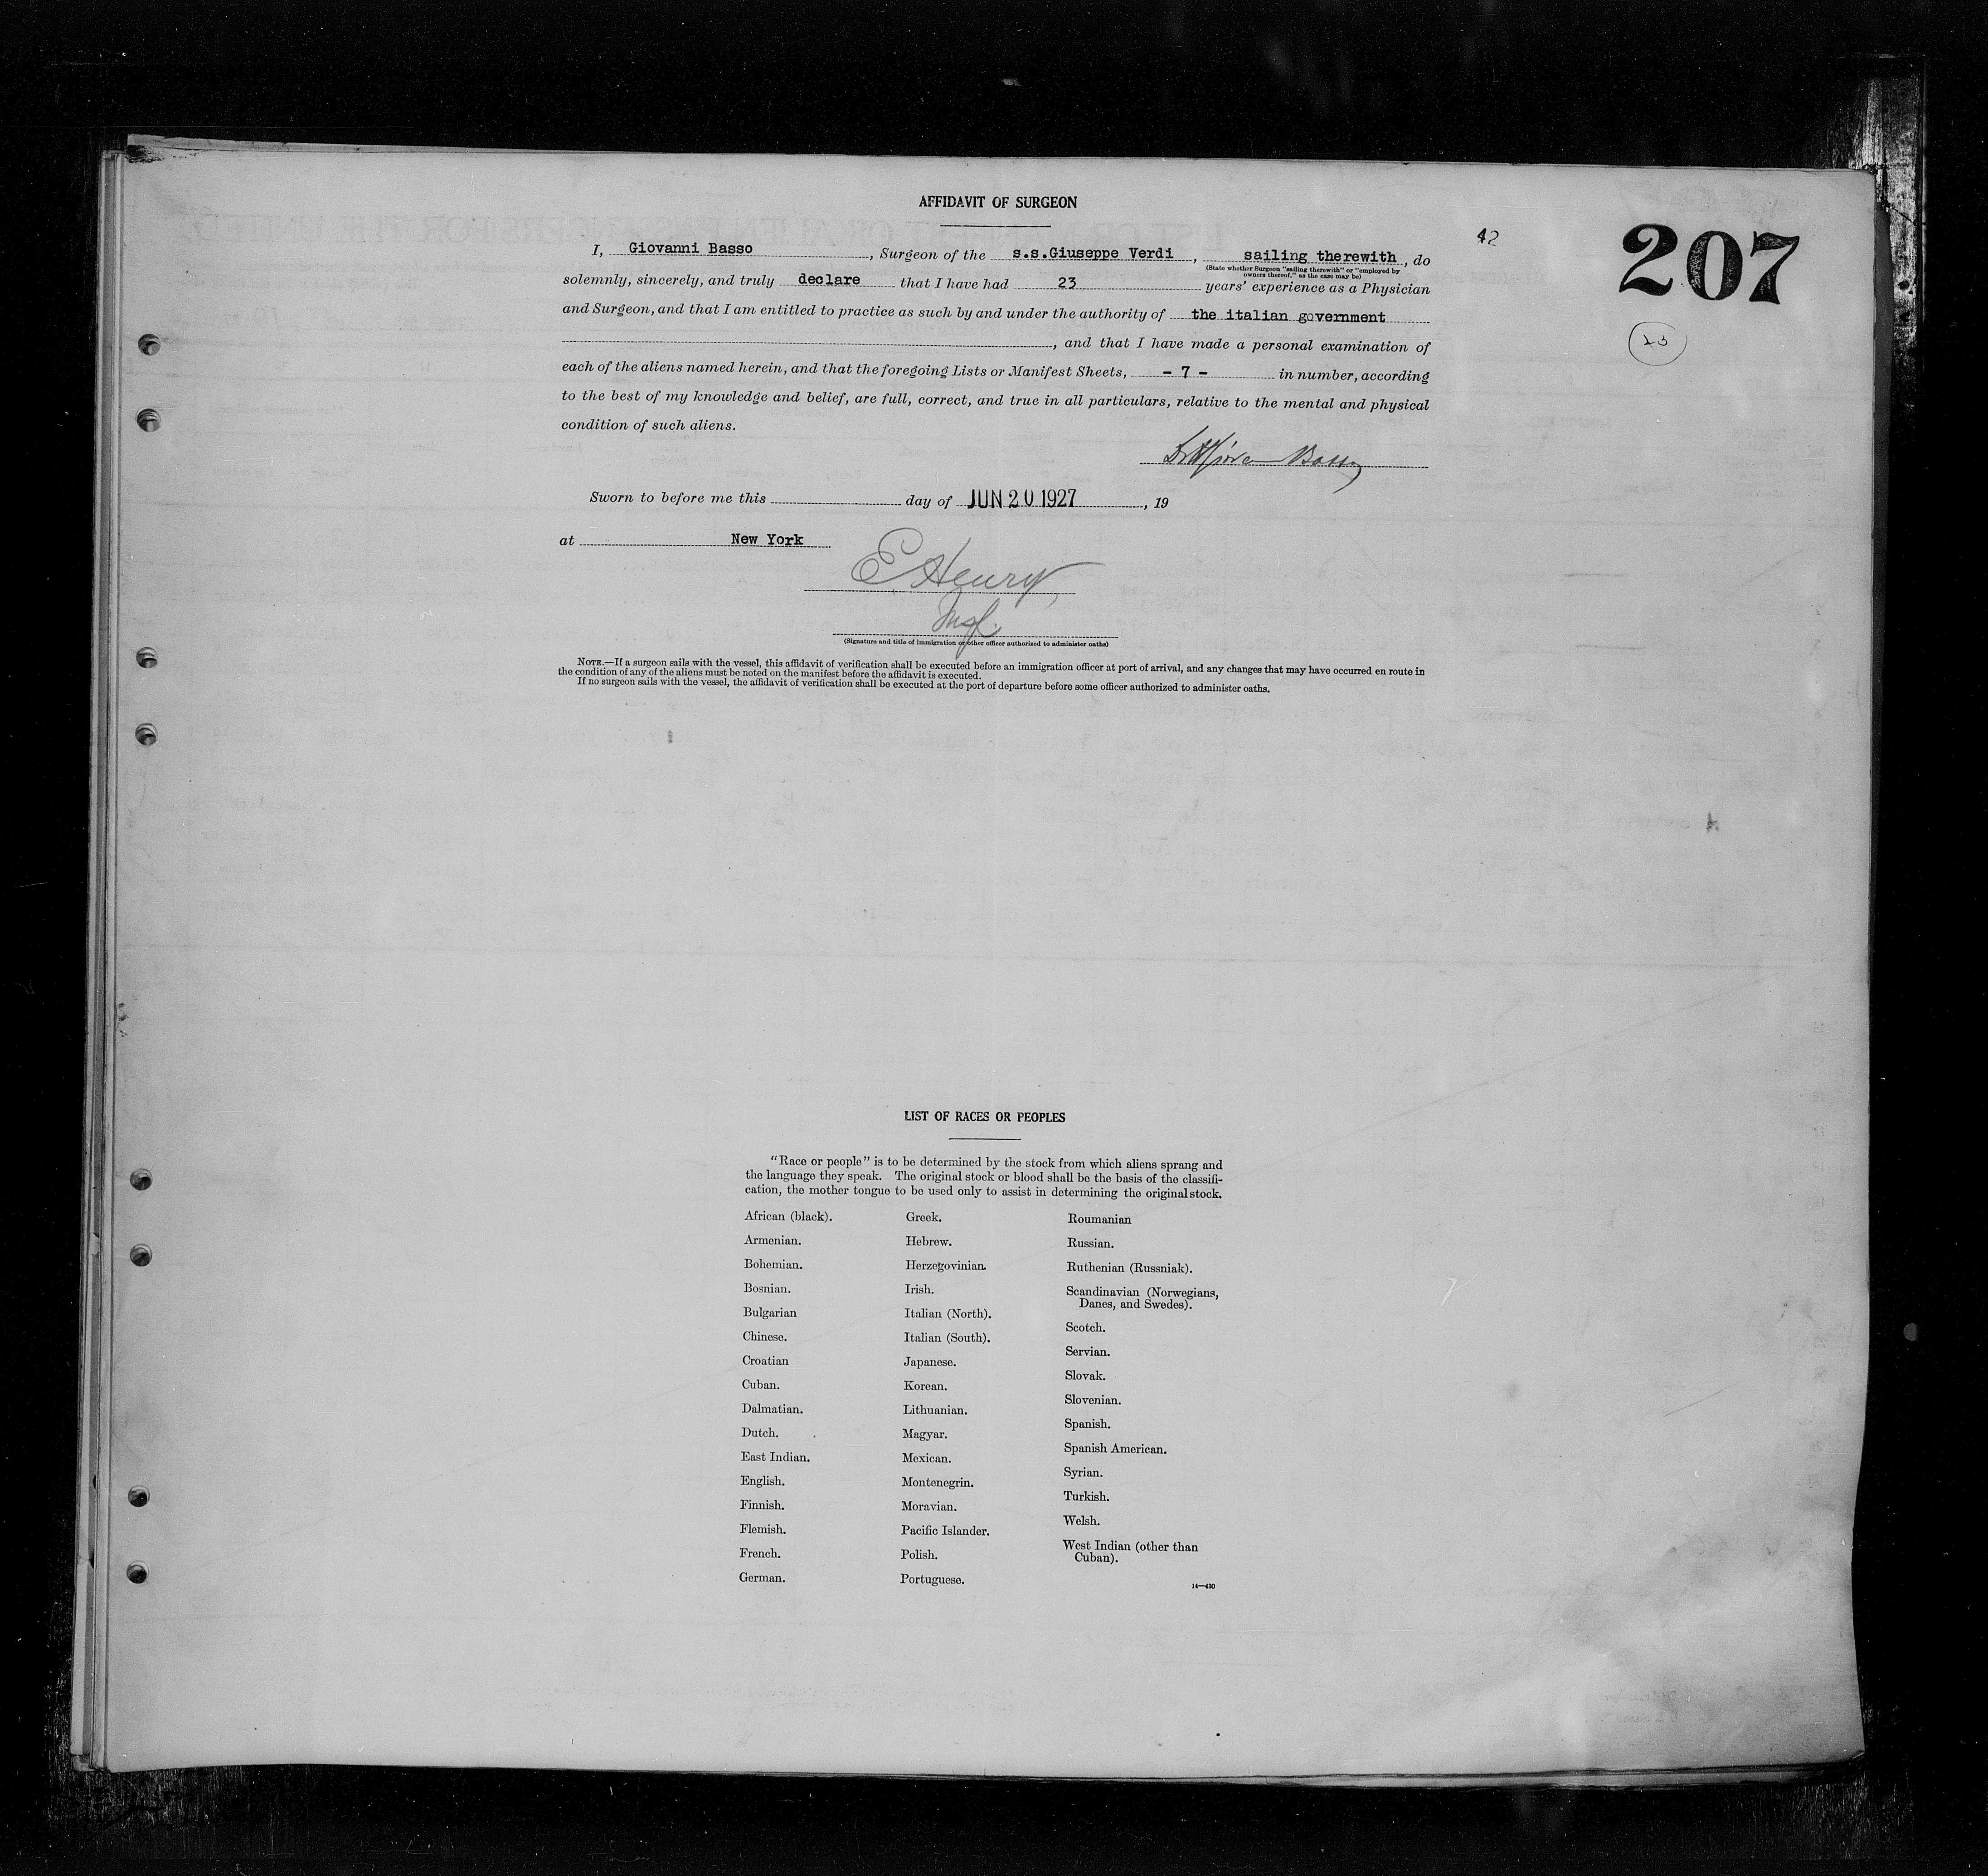 AFFIDAVIT OF SURGEON
42
207
I, Giovanni Basso, Surgeon of the s.s.Giuseppe Verdi, sailing therewith, do
(State whether Surgeon "sailing therewith" or "employed by
owners thereof," as the case may be)
solemnly, sincerely, and truly declare that I have had 23 years' experience as a Physician
and Surgeon, and that I am entitled to practice as such by and under the authority of the italian government
23
, and that I have made a personal examination of
each of the aliens named herein, and that the foregoing Lists or Manifest Sheets, - 7 - in number, according
to the best of my knowledge and belief, are full, correct, and true in all particulars, relative to the mental and physical
condition of such aliens.
Basso
Sworn to before me this day of JUN 20 1927, 19
at New York
E Henry
Insp.
(Signature and title of immigration or other officer authorized to administer oaths)
NOTE.—If a surgeon sails with the vessel, this affidavit of verification shall be executed before an immigration officer at port of arrival, and any changes that may have occurred en route in
the condition of any of the aliens must be noted on the manifest before the affidavit is executed.
If no surgeon sails with the vessel, the affidavit of verification shall be executed at the port of departure before some officer authorized to administer oaths.
LIST OF RACES OR PEOPLES
"Race or people" is to be determined by the stock from which aliens sprang and
the language they speak. The original stock or blood shall be the basis of the classifi-
cation, the mother tongue to be used only to assist in determining the original stock.
African (black).
Armenian.
Bohemian.
Bosnian.
Bulgarian
Chinese.
Croatian
Cuban.
Dalmatian.
Dutch.
East Indian.
English.
Finnish.
Flemish.
French.
German.
Greek.
Hebrew.
Herzegovinian.
Irish.
Italian (North).
Italian (South).
Japanese.
Korean.
Lithuanian.
Magyar.
Mexican.
Montenegrin.
Moravian.
Pacific Islander.
Polish.
Portuguese.
Roumanian
Russian.
Ruthenian (Russniak).
Scandinavian (Norwegians,
Danes, and Swedes).
Scotch.
Servian.
Slovak.
Slovenian.
Spanish.
Spanish American.
Syrian.
Turkish.
Welsh.
West Indian (other than
Cuban).
14—430